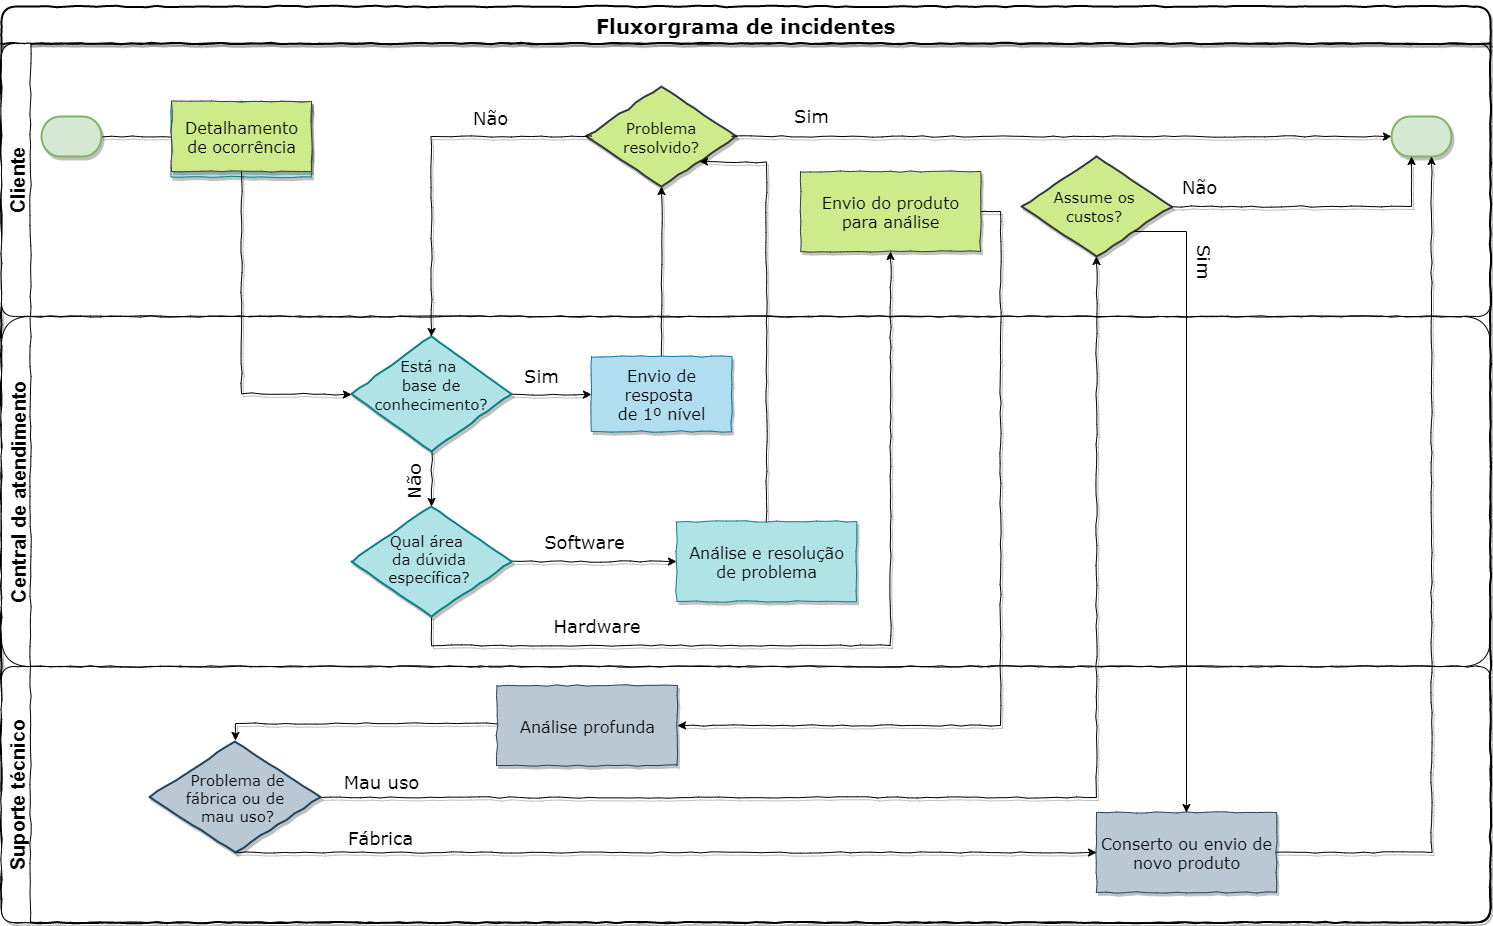 Fluxorgrama de incidentes
Cliente
Detalhamento
de ocorrência
Não
Problema
resolvido?
Sim
Envio do produto
para análise
Assume os
custos?
Não
Sim
Central de atendimento
Está na
base de
conhecimento?
Sim
Envio de
resposta
de 1º nível
Não
Qual área
da dúvida
específica?
Software
Análise e resolução
de problema
Hardware
Suporte técnico
Análise profunda
Problema de
fábrica ou de
mau uso?
Mau uso
Fábrica
Conserto ou envio de
novo produto